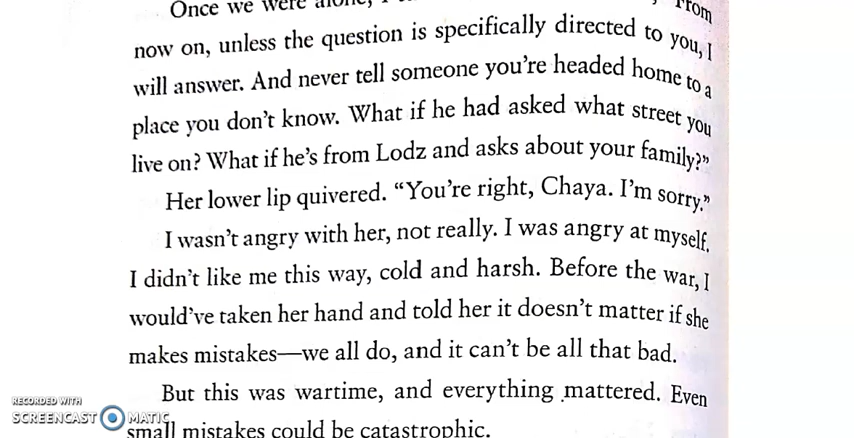 Once we were alone, I
From
now on, unless the question is specifically directed to you, I
will answer. And never tell someone you're headed home to a
place you don't know. What if he had asked what street you
live on? What if he's from Lodz and asks about your family?”
Her lower lip quivered. “You're right, Chaya. I'm sorry.”
I wasn't angry with her, not really. I was angry at myself.
I didn't like me this way, cold and harsh. Before the war, I
would've taken her hand and told her it doesn't matter if she
makes mistakes—we all do, and it can't be all that bad.
But this was wartime, and everything mattered. Even
small mistakes could be catastrophic.
RECORDED WITH
SCREENCAST MATIC